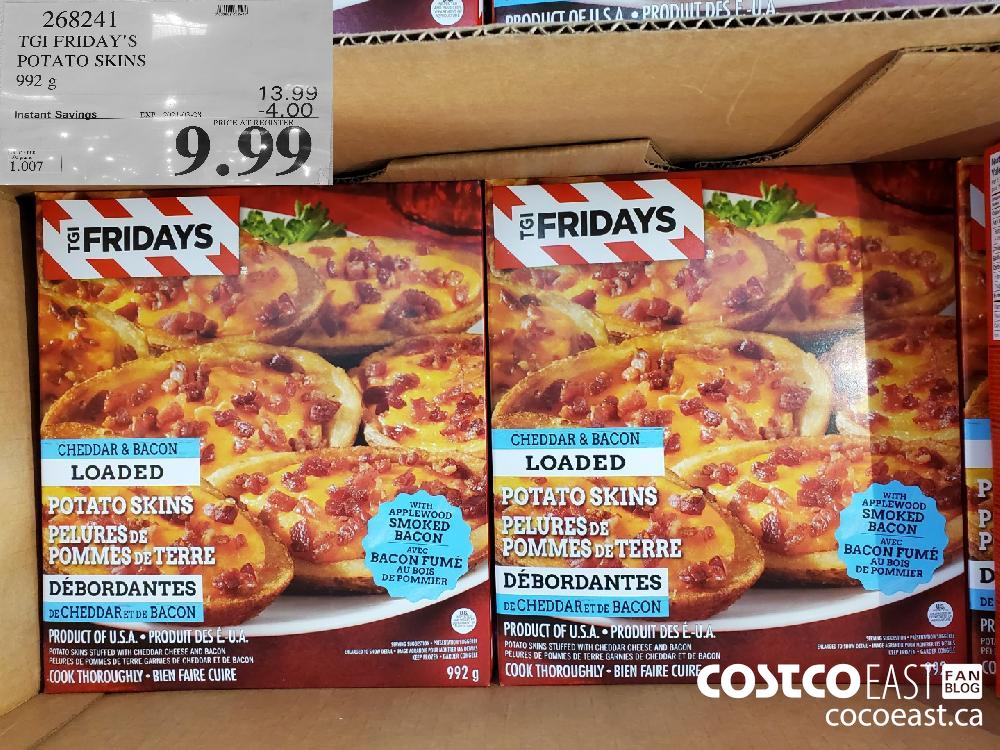 268241
TGI FRIDAY'S
POTATO SKINS
992 g
13.99
Instant Savings
-4.00
PRICE AT REGISTER
9.99
1.007
PRODUCT OF U.S.A. • PRODUIT DES É.-U.A.
TGI FRIDAYS
CHEDDAR & BACON
LOADED
POTATO SKINS
PELURES DE
POMMES DE TERRE
DÉBORDANTES
DE CHEDDAR ET DE BACON
WITH
APPLEWOOD
SMOKED
BACON
AVEC
BACON FUMÉ
AU BOIS
DE POMMIER
PRODUCT OF U.S.A. • PRODUIT DES É.-U.A.
POTATO SKINS STUFFED WITH CHEDDAR CHEESE AND BACON
PELURES DE POMMES DE TERRE GARNIES DE CHEDDAR ET DE BACON
COOK THOROUGHLY • BIEN FAIRE CUIRE
992 g
TGI FRIDAYS
CHEDDAR & BACON
LOADED
POTATO SKINS
PELURES DE
POMMES DE TERRE
DÉBORDANTES
DE CHEDDAR ET DE BACON
WITH
APPLEWOOD
SMOKED
BACON
AVEC
BACON FUMÉ
AU BOIS
DE POMMIER
PRODUCT OF U.S.A. • PRODUIT DES É.-U.A.
POTATO SKINS STUFFED WITH CHEDDAR CHEESE AND BACON
PELURES DE POMMES DE TERRE GARNIES DE CHEDDAR ET DE BACON
COOK THOROUGHLY • BIEN FAIRE CUIRE
COSTCO EAST FAN BLOG
cocoeast.ca